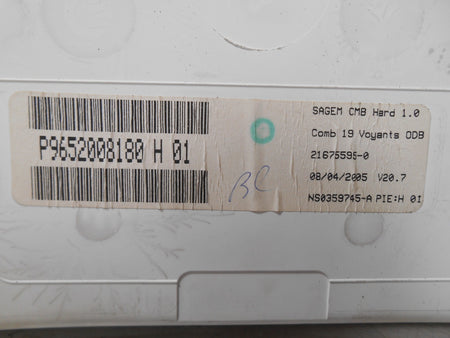 P9652008180 H 01
BC
SAGEM CMB Hard 1.0
Comb 19 Voyants ODB
21675595-0
08/04/2005 V20.7
NS0359745-A PIE:H 01